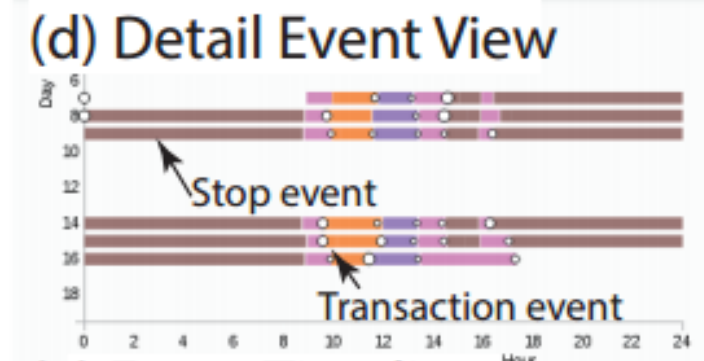 (d) Detail Event View
Day
6
8
10
Stop event
12
14
16
Transaction event
18
0 2 4 6 8 10 12 14 16 18 20 22 24
Hour